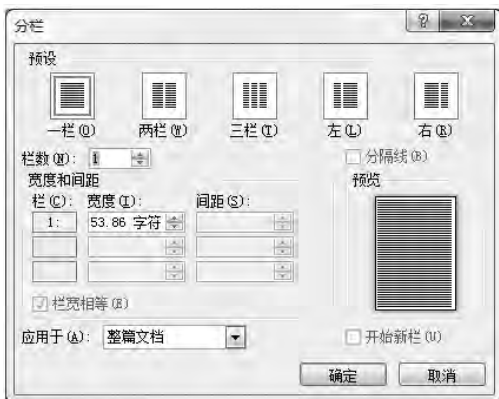 分栏
预设
一栏(O) 两栏(W) 三栏(T) 左(L) 右(R)
栏数(N): 1 分隔线(B)
宽度和间距 预览
栏(C): 宽度(I): 间距(S):
1: 53.86 字符
栏宽相等(E)
应用于(A): 整篇文档 开始新栏(U)
确定 取消